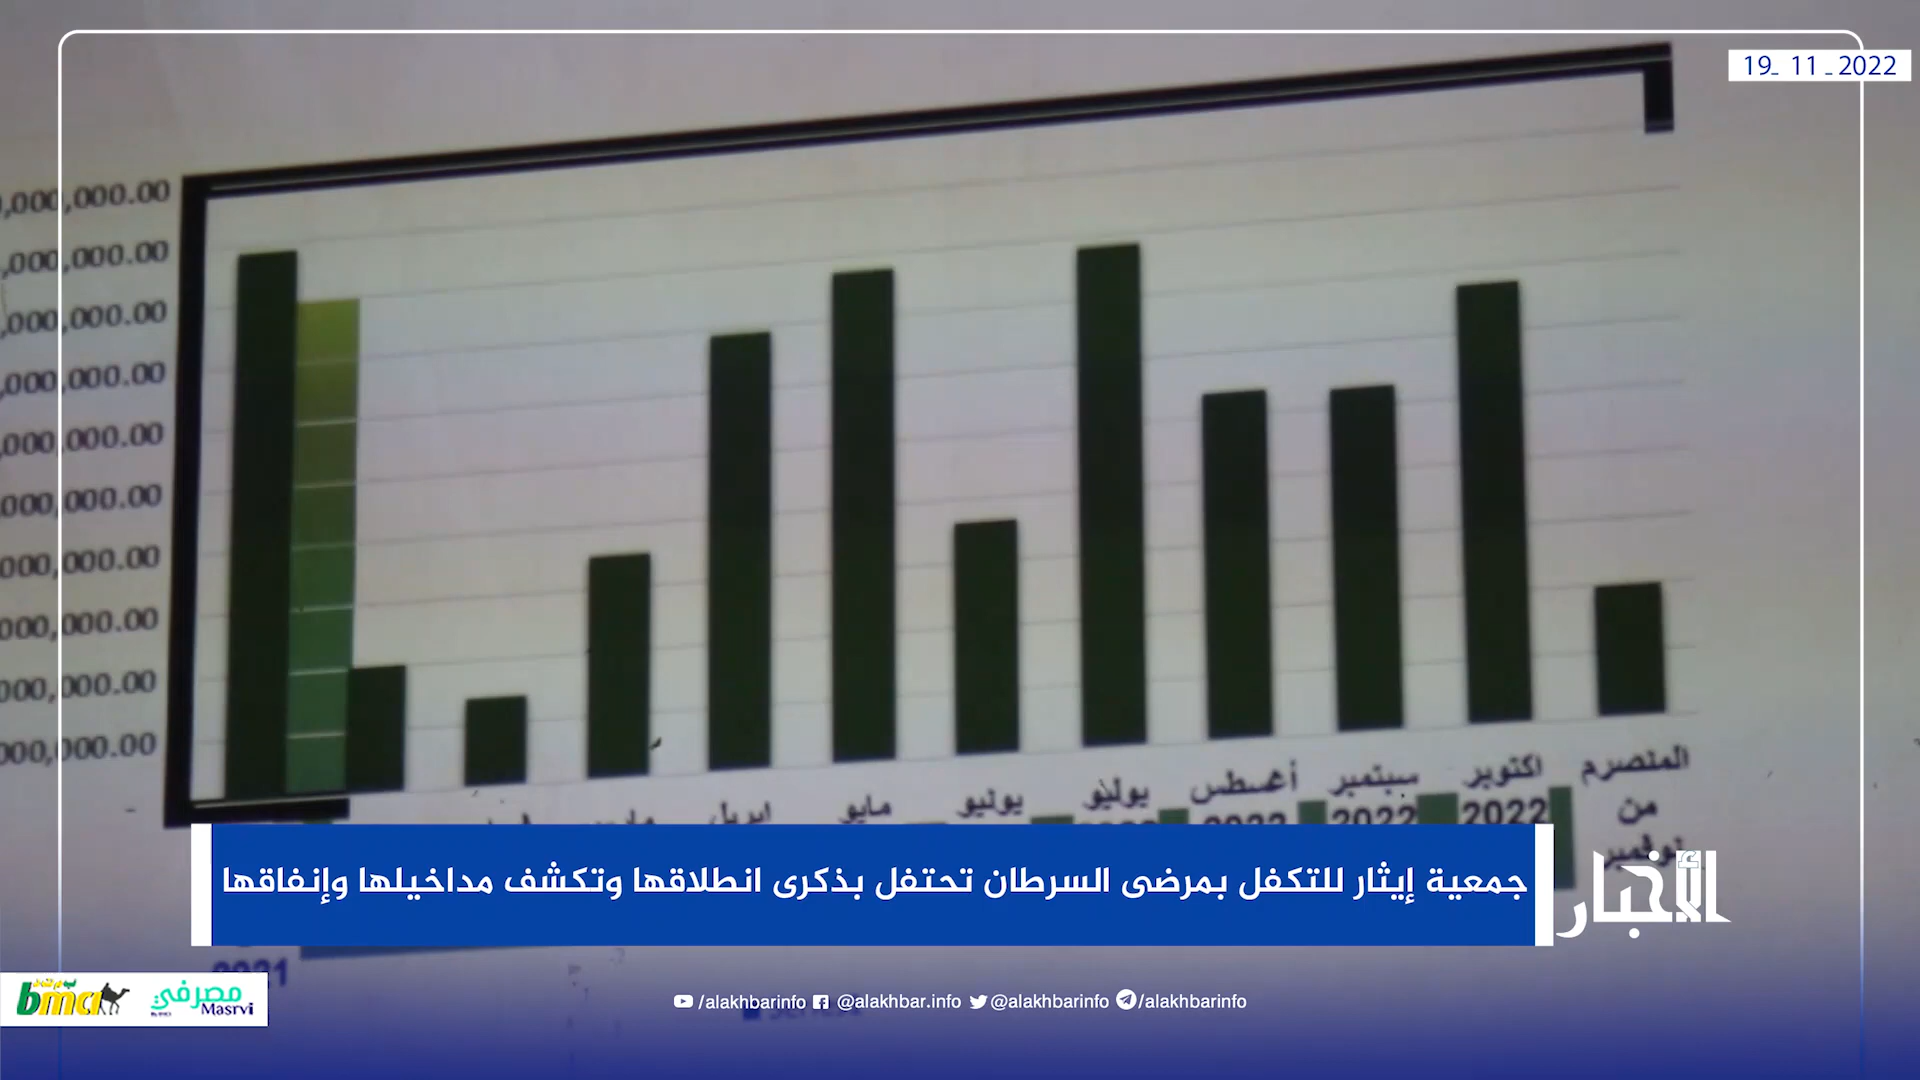 19_ 11 _ 2022
,000,000.00
,000,000.00
,000,000.00
,000,000.00
,000,000.00
,000,000.00
000,000.00
000,000.00
000,000.00
000,000.00
ابريل
مايو
يونيو
يوليو
أغسطس
سبتمبر
2022
اكتوبر
2022
المنصرم
من
نوفمبر
جمعية إيثار للتكفل بمرضى السرطان تحتفل بذكرى انطلاقها وتكشف مداخيلها وإنفاقها
الأخبار
2021
bma
مصرفي
Masrvi
/alakhbarinfo @alakhbar.info @alakhbarinfo /alakhbarinfo